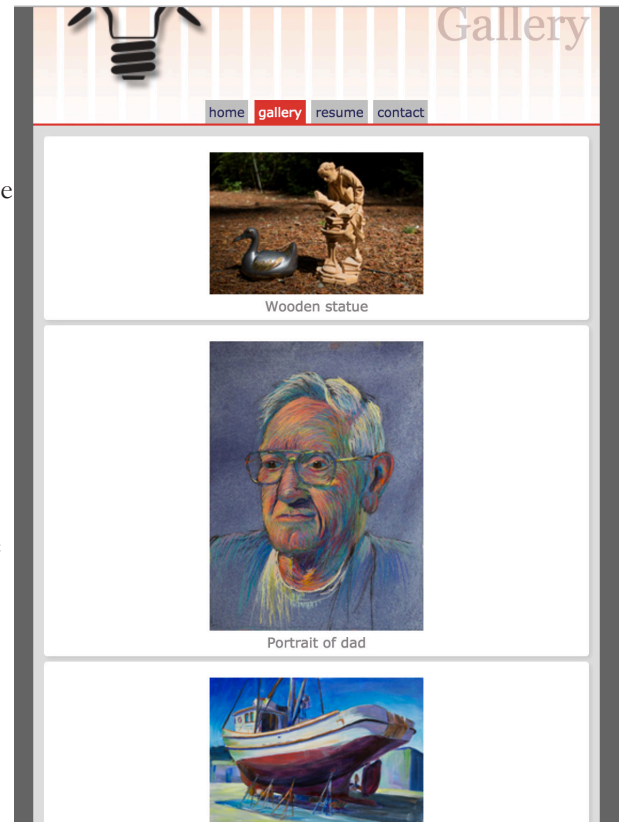 Gallery
home gallery resume contact
e
Wooden statue
Portrait of dad